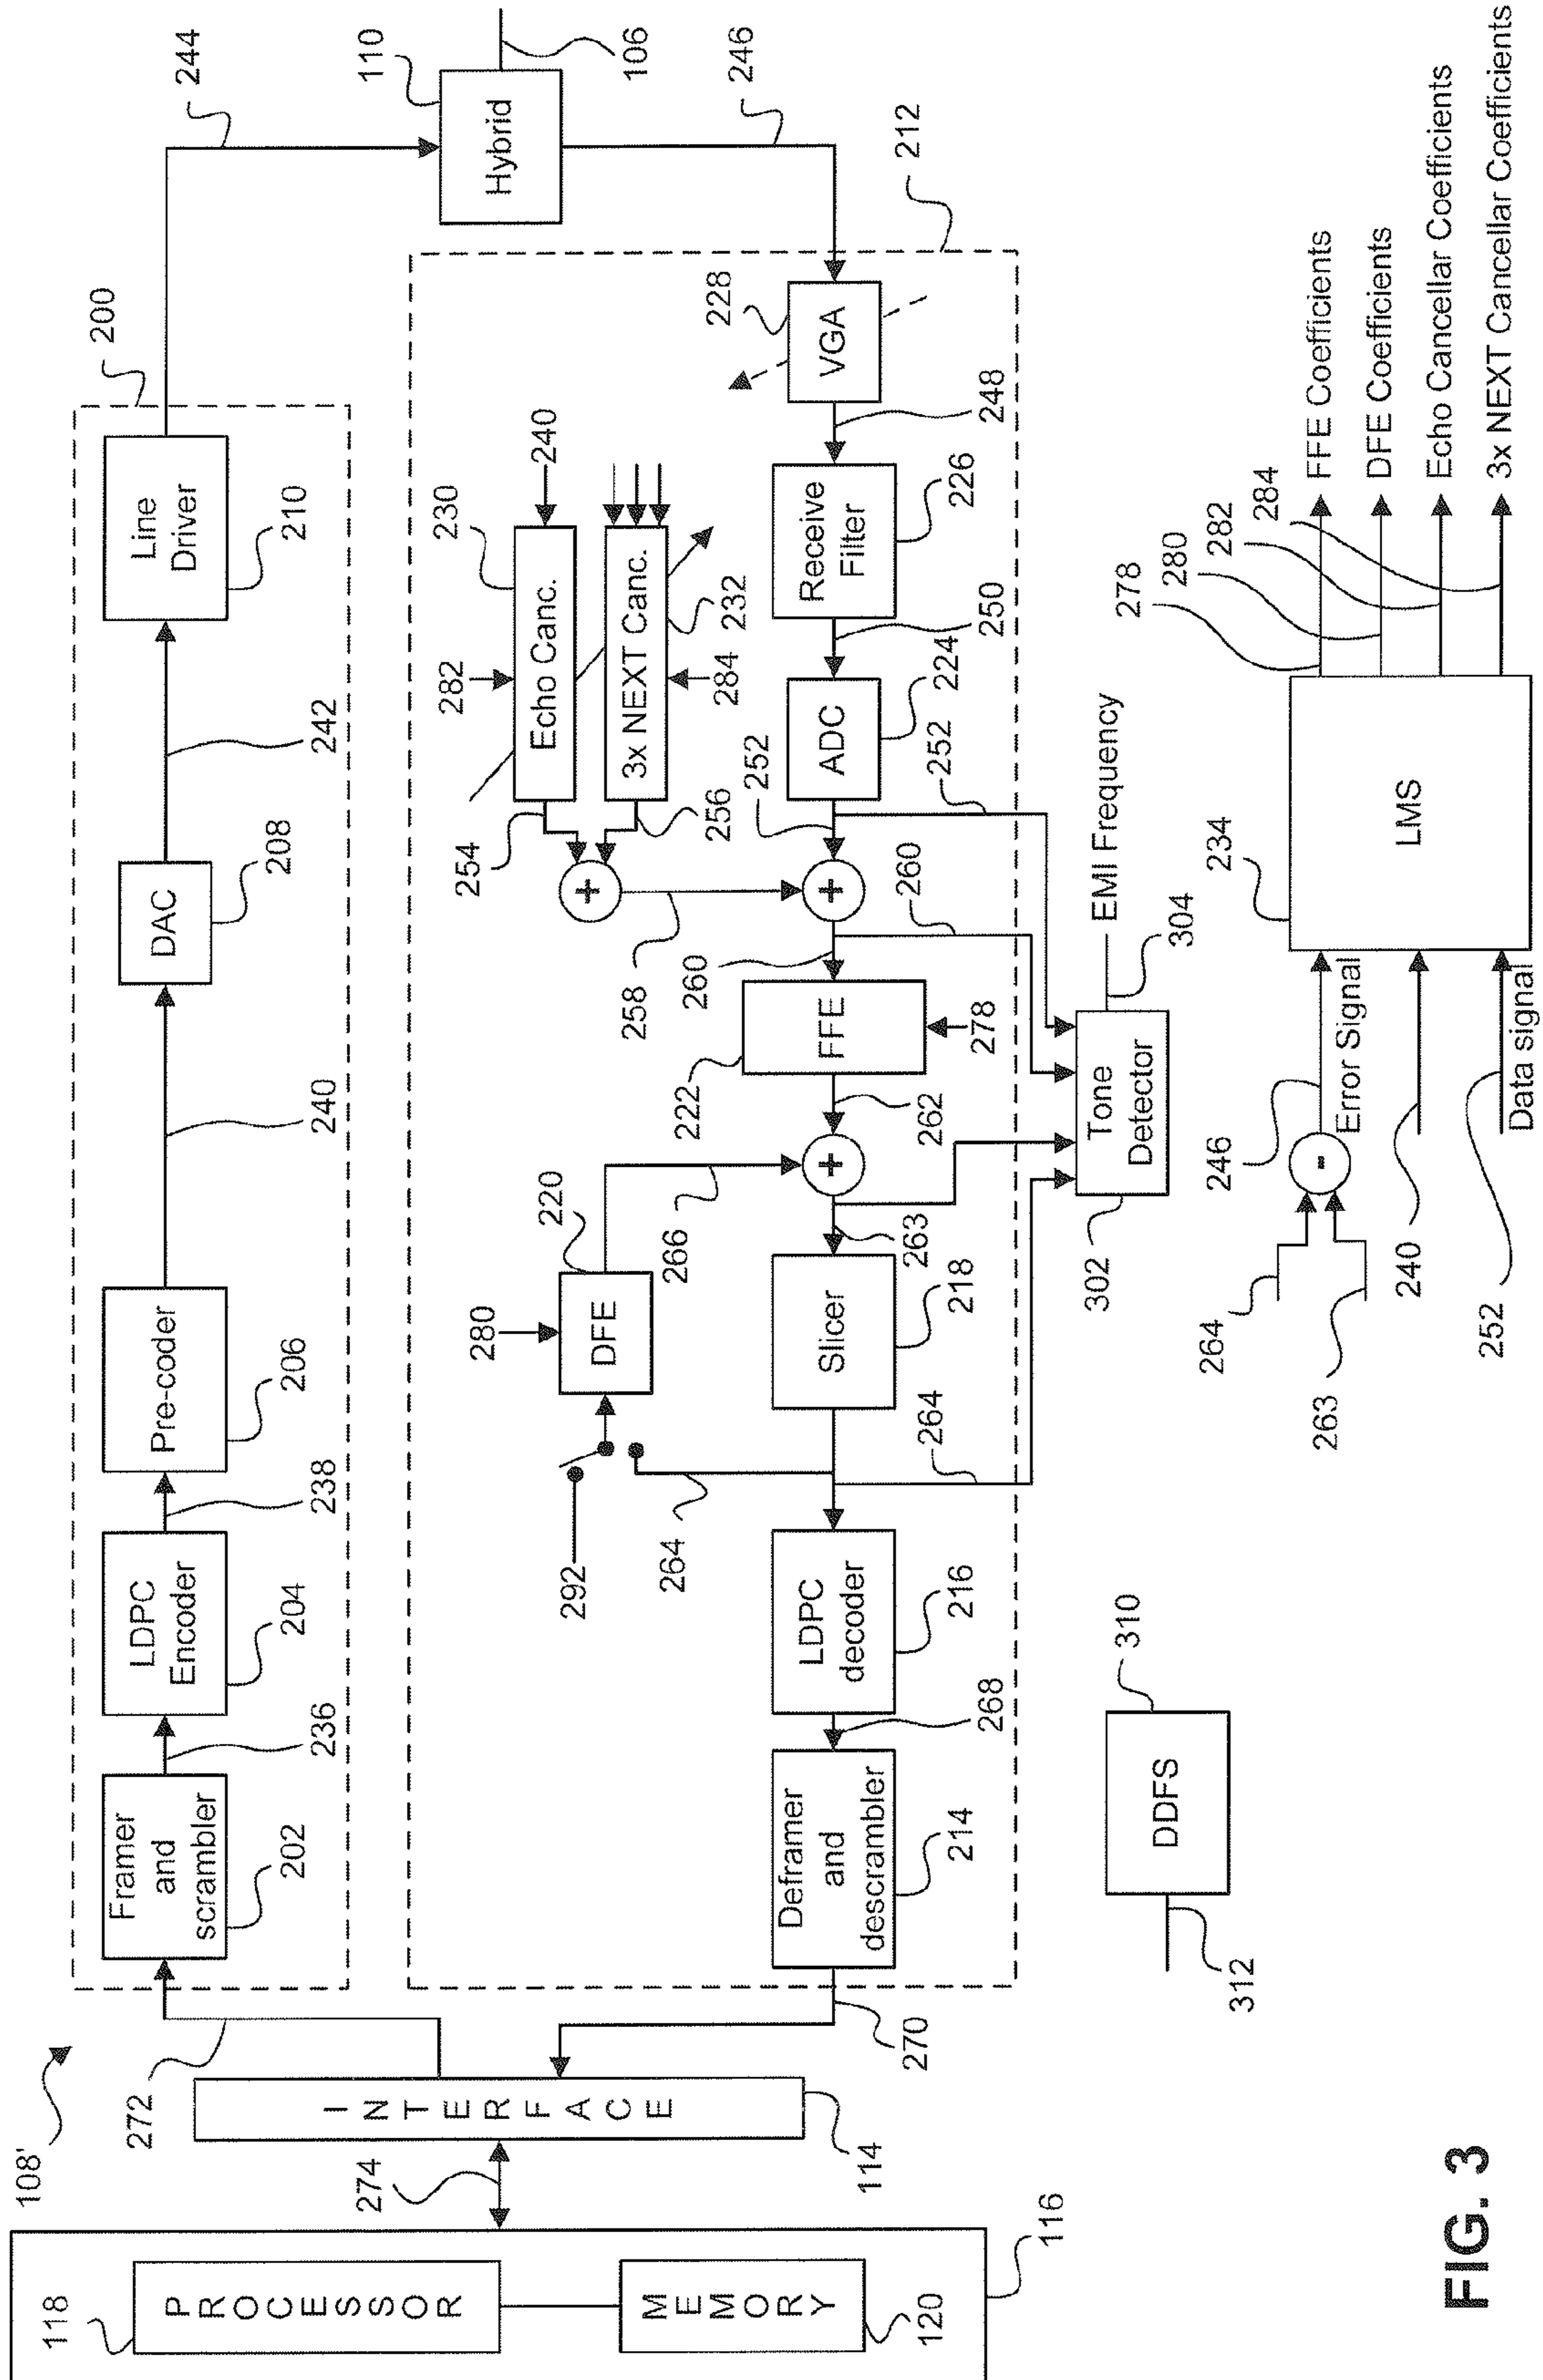 108'
118
PROCESSOR
MEMORY
120
116
274
INTERFACE
114
272
270
200
Framer
and
scrambler
202
236
LDPC
Encoder
204
238
Pre-coder
206
240
DAC
208
242
Line
Driver
210
244
Hybrid
110
106
246
212
VGA
228
248
Receive
Filter
226
250
ADC
224
252
252
240
230
Echo Canc.
282
3x NEXT Canc.
232
284
254
256
258
+
+
260
260
FFE
222
278
262
+
263
266
220
DFE
280
292
264
Slicer
218
264
LDPC
decoder
216
268
Deframer
and
descrambler
214
Tone
Detector
302
304
EMI Frequency
DDFS
310
312
264
263
-
246
Error Signal
240
252
Data signal
LMS
234
278
280
282
284
FFE Coefficients
DFE Coefficients
Echo Cancellar Coefficients
3x NEXT Cancellar Coefficients
FIG. 3